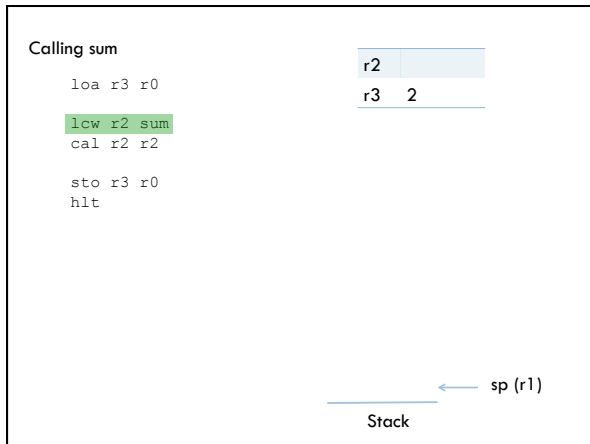 Calling sum
loa r3 r0
lcw r2 sum
cal r2 r2
sto r3 r0
hlt
r2
r3 2
sp (r1)
Stack